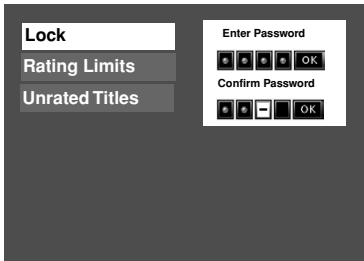 Lock
Rating Limits
Unrated Titles
Enter Password
OK
Confirm Password
OK